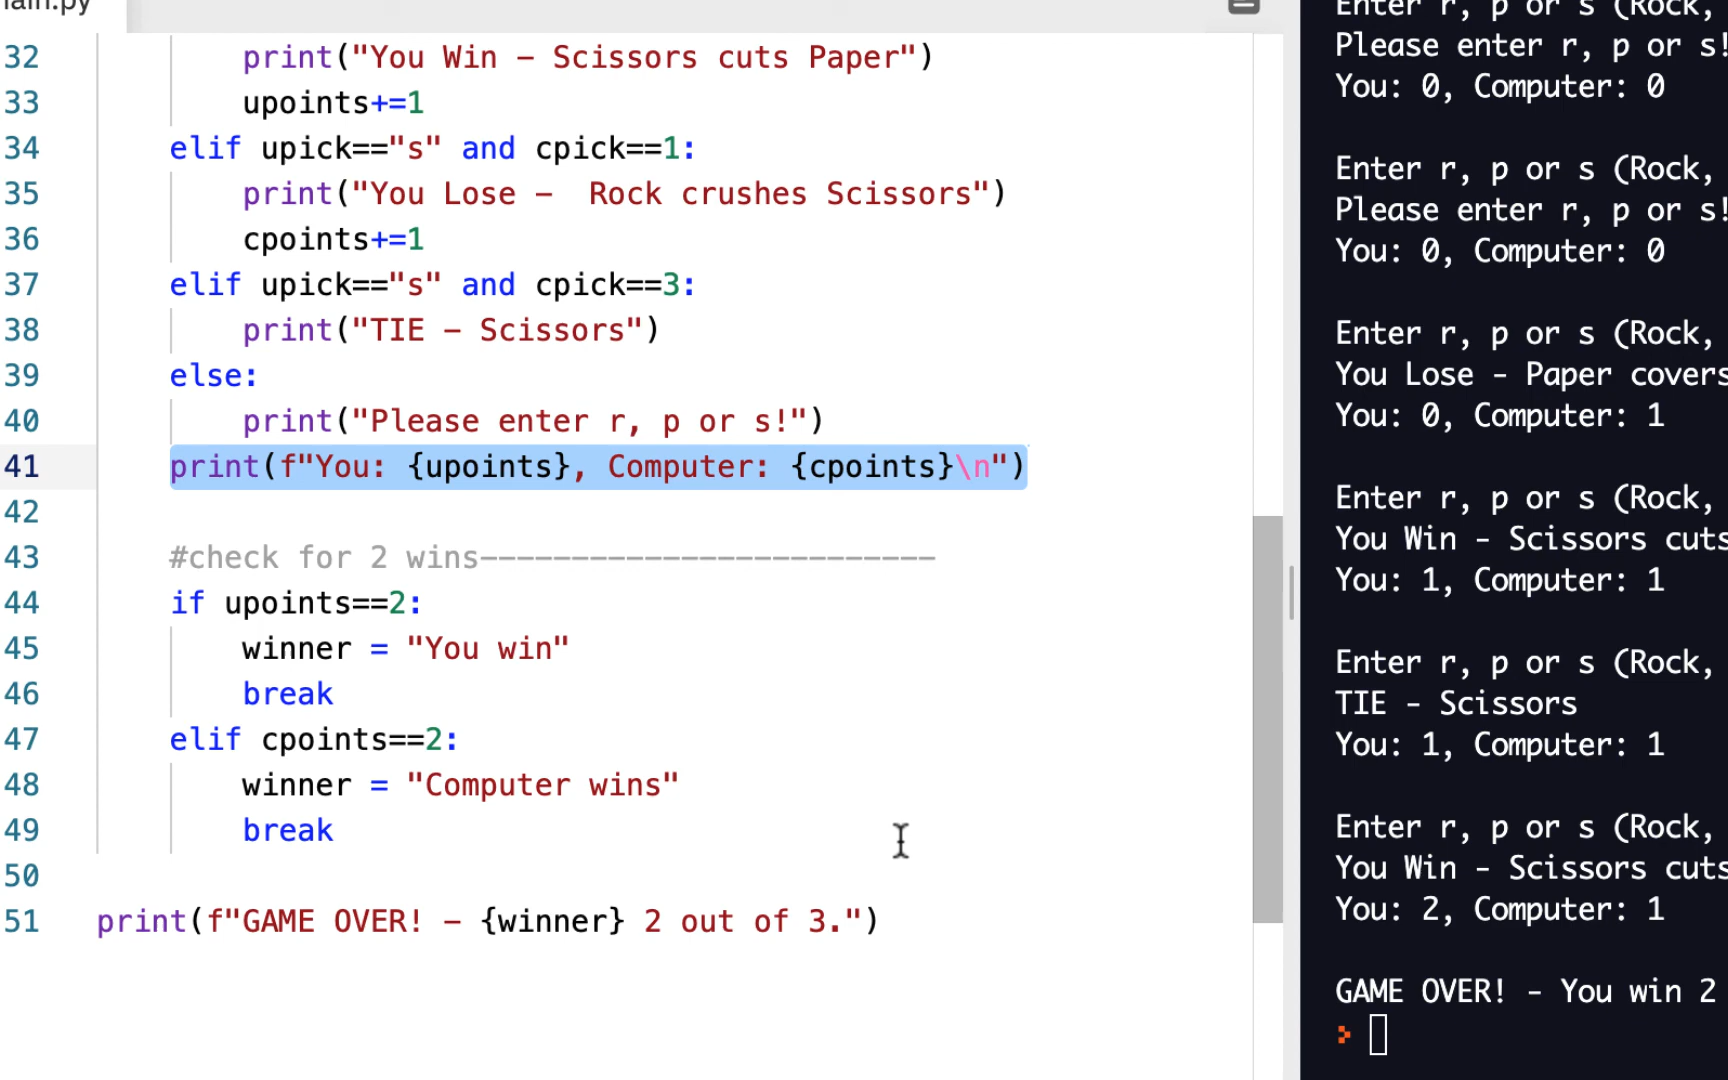 main.py
32 print("You Win – Scissors cuts Paper")
33 upoints+=1
34 elif upick=="s" and cpick==1:
35 print("You Lose –  Rock crushes Scissors")
36 cpoints+=1
37 elif upick=="s" and cpick==3:
38 print("TIE – Scissors")
39 else:
40 print("Please enter r, p or s!")
41 print(f"You: {upoints}, Computer: {cpoints}\n")
42
43 #check for 2 wins-------------------------
44 if upoints==2:
45 winner = "You win"
46 break
47 elif cpoints==2:
48 winner = "Computer wins"
49 break
50
51 print(f"GAME OVER! – {winner} 2 out of 3.")
Enter r, p or s (Rock,
Please enter r, p or s!
You: 0, Computer: 0
Enter r, p or s (Rock,
Please enter r, p or s!
You: 0, Computer: 0
Enter r, p or s (Rock,
You Lose - Paper covers
You: 0, Computer: 1
Enter r, p or s (Rock,
You Win - Scissors cuts
You: 1, Computer: 1
Enter r, p or s (Rock,
TIE - Scissors
You: 1, Computer: 1
Enter r, p or s (Rock,
You Win - Scissors cuts
You: 2, Computer: 1
GAME OVER! - You win 2